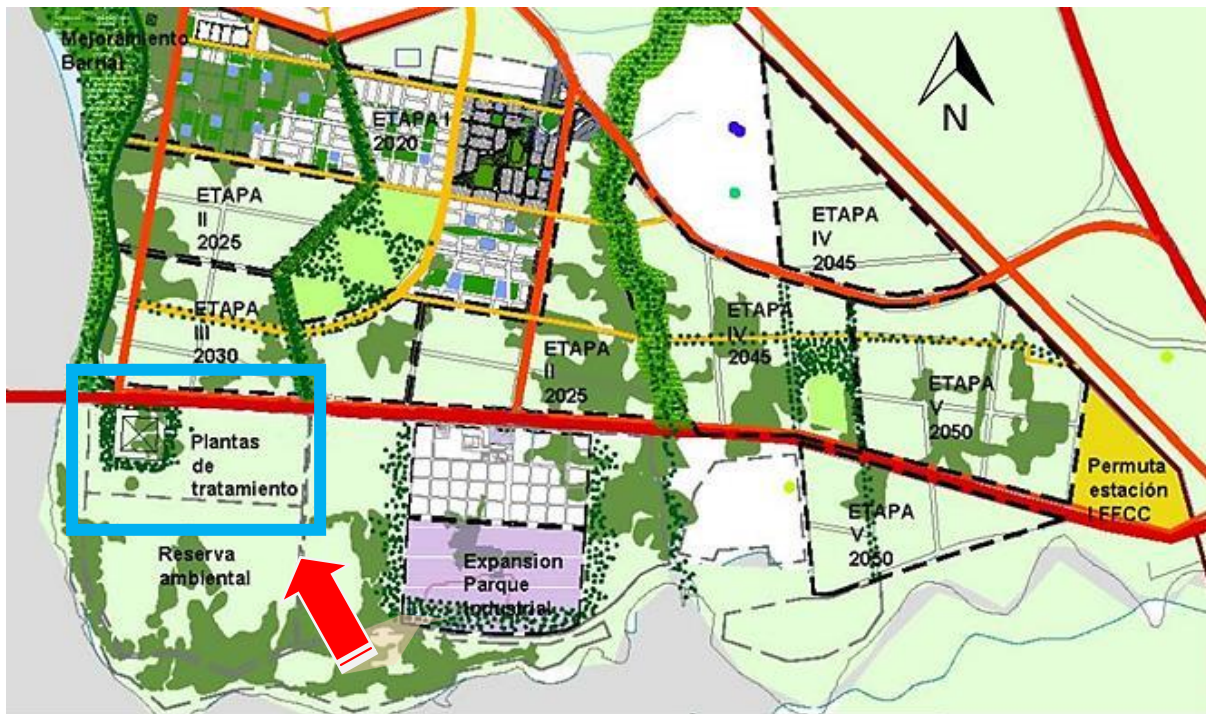 Mejoramiento
Barrial
N
ETAPA I
2020
ETAPA
II
2025
ETAPA
IV
2045
ETAPA
III
2030
ETAPA
IV
2045
ETAPA
II
2025
ETAPA
V
2050
Plantas
de
tratamiento
Permuta
estación
LEFCC
ETAPA
V
2050
Reserva
ambiental
Expansion
Parque
Industrial